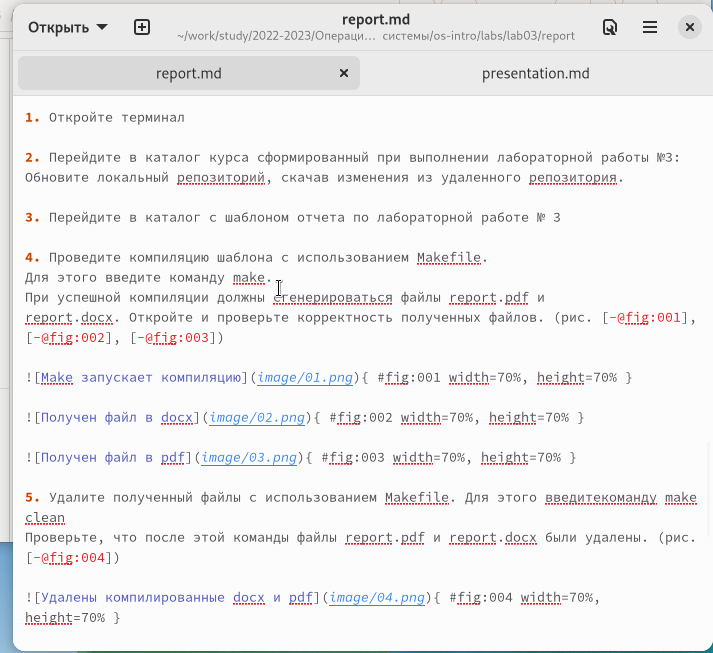 Открыть
report.md
~/work/study/2022-2023/Операци… системы/os-intro/labs/lab03/report
report.md
presentation.md
1. Откройте терминал
2. Перейдите в каталог курса сформированный при выполнении лабораторной работы №3:
Обновите локальный репозиторий, скачав изменения из удаленного репозитория.
3. Перейдите в каталог с шаблоном отчета по лабораторной работе № 3
4. Проведите компиляцию шаблона с использованием Makefile.
Для этого введите команду make.
При успешной компиляции должны сгенерироваться файлы report.pdf и
report.docx. Откройте и проверьте корректность полученных файлов. (рис. [-@fig:001],
[-@fig:002], [-@fig:003])
![Make запускает компиляцию](image/01.png){ #fig:001 width=70%, height=70% }
![Получен файл в docx](image/02.png){ #fig:002 width=70%, height=70% }
![Получен файл в pdf](image/03.png){ #fig:003 width=70%, height=70% }
5. Удалите полученный файлы с использованием Makefile. Для этого введитекоманду make
clean
Проверьте, что после этой команды файлы report.pdf и report.docx были удалены. (рис.
[-@fig:004])
![Удалены компилированные docx и pdf](image/04.png){ #fig:004 width=70%,
height=70% }